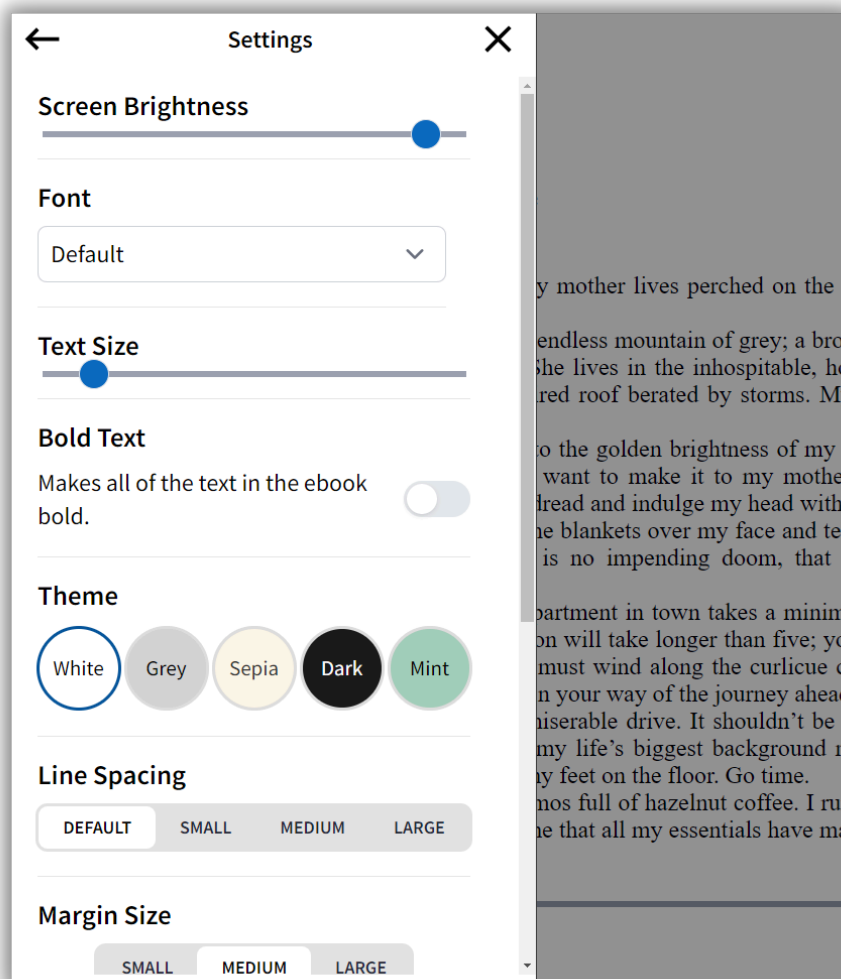 Settings
Screen Brightness
Font
Default
Text Size
Bold Text
Makes all of the text in the ebook
bold.
Theme
White Grey Sepia Dark Mint
Line Spacing
DEFAULT SMALL MEDIUM LARGE
Margin Size
SMALL MEDIUM LARGE
y mother lives perched on the
endless mountain of grey; a bro
She lives in the inhospitable, he
red roof berated by storms. M
to the golden brightness of my
want to make it to my mothe
dread and indulge my head with
he blankets over my face and te
is no impending doom, that
partment in town takes a minim
on will take longer than five; yo
must wind along the curlicue c
n your way of the journey ahead
miserable drive. It shouldn’t be
my life’s biggest background n
y feet on the floor. Go time.
mos full of hazelnut coffee. I ru
ne that all my essentials have ma